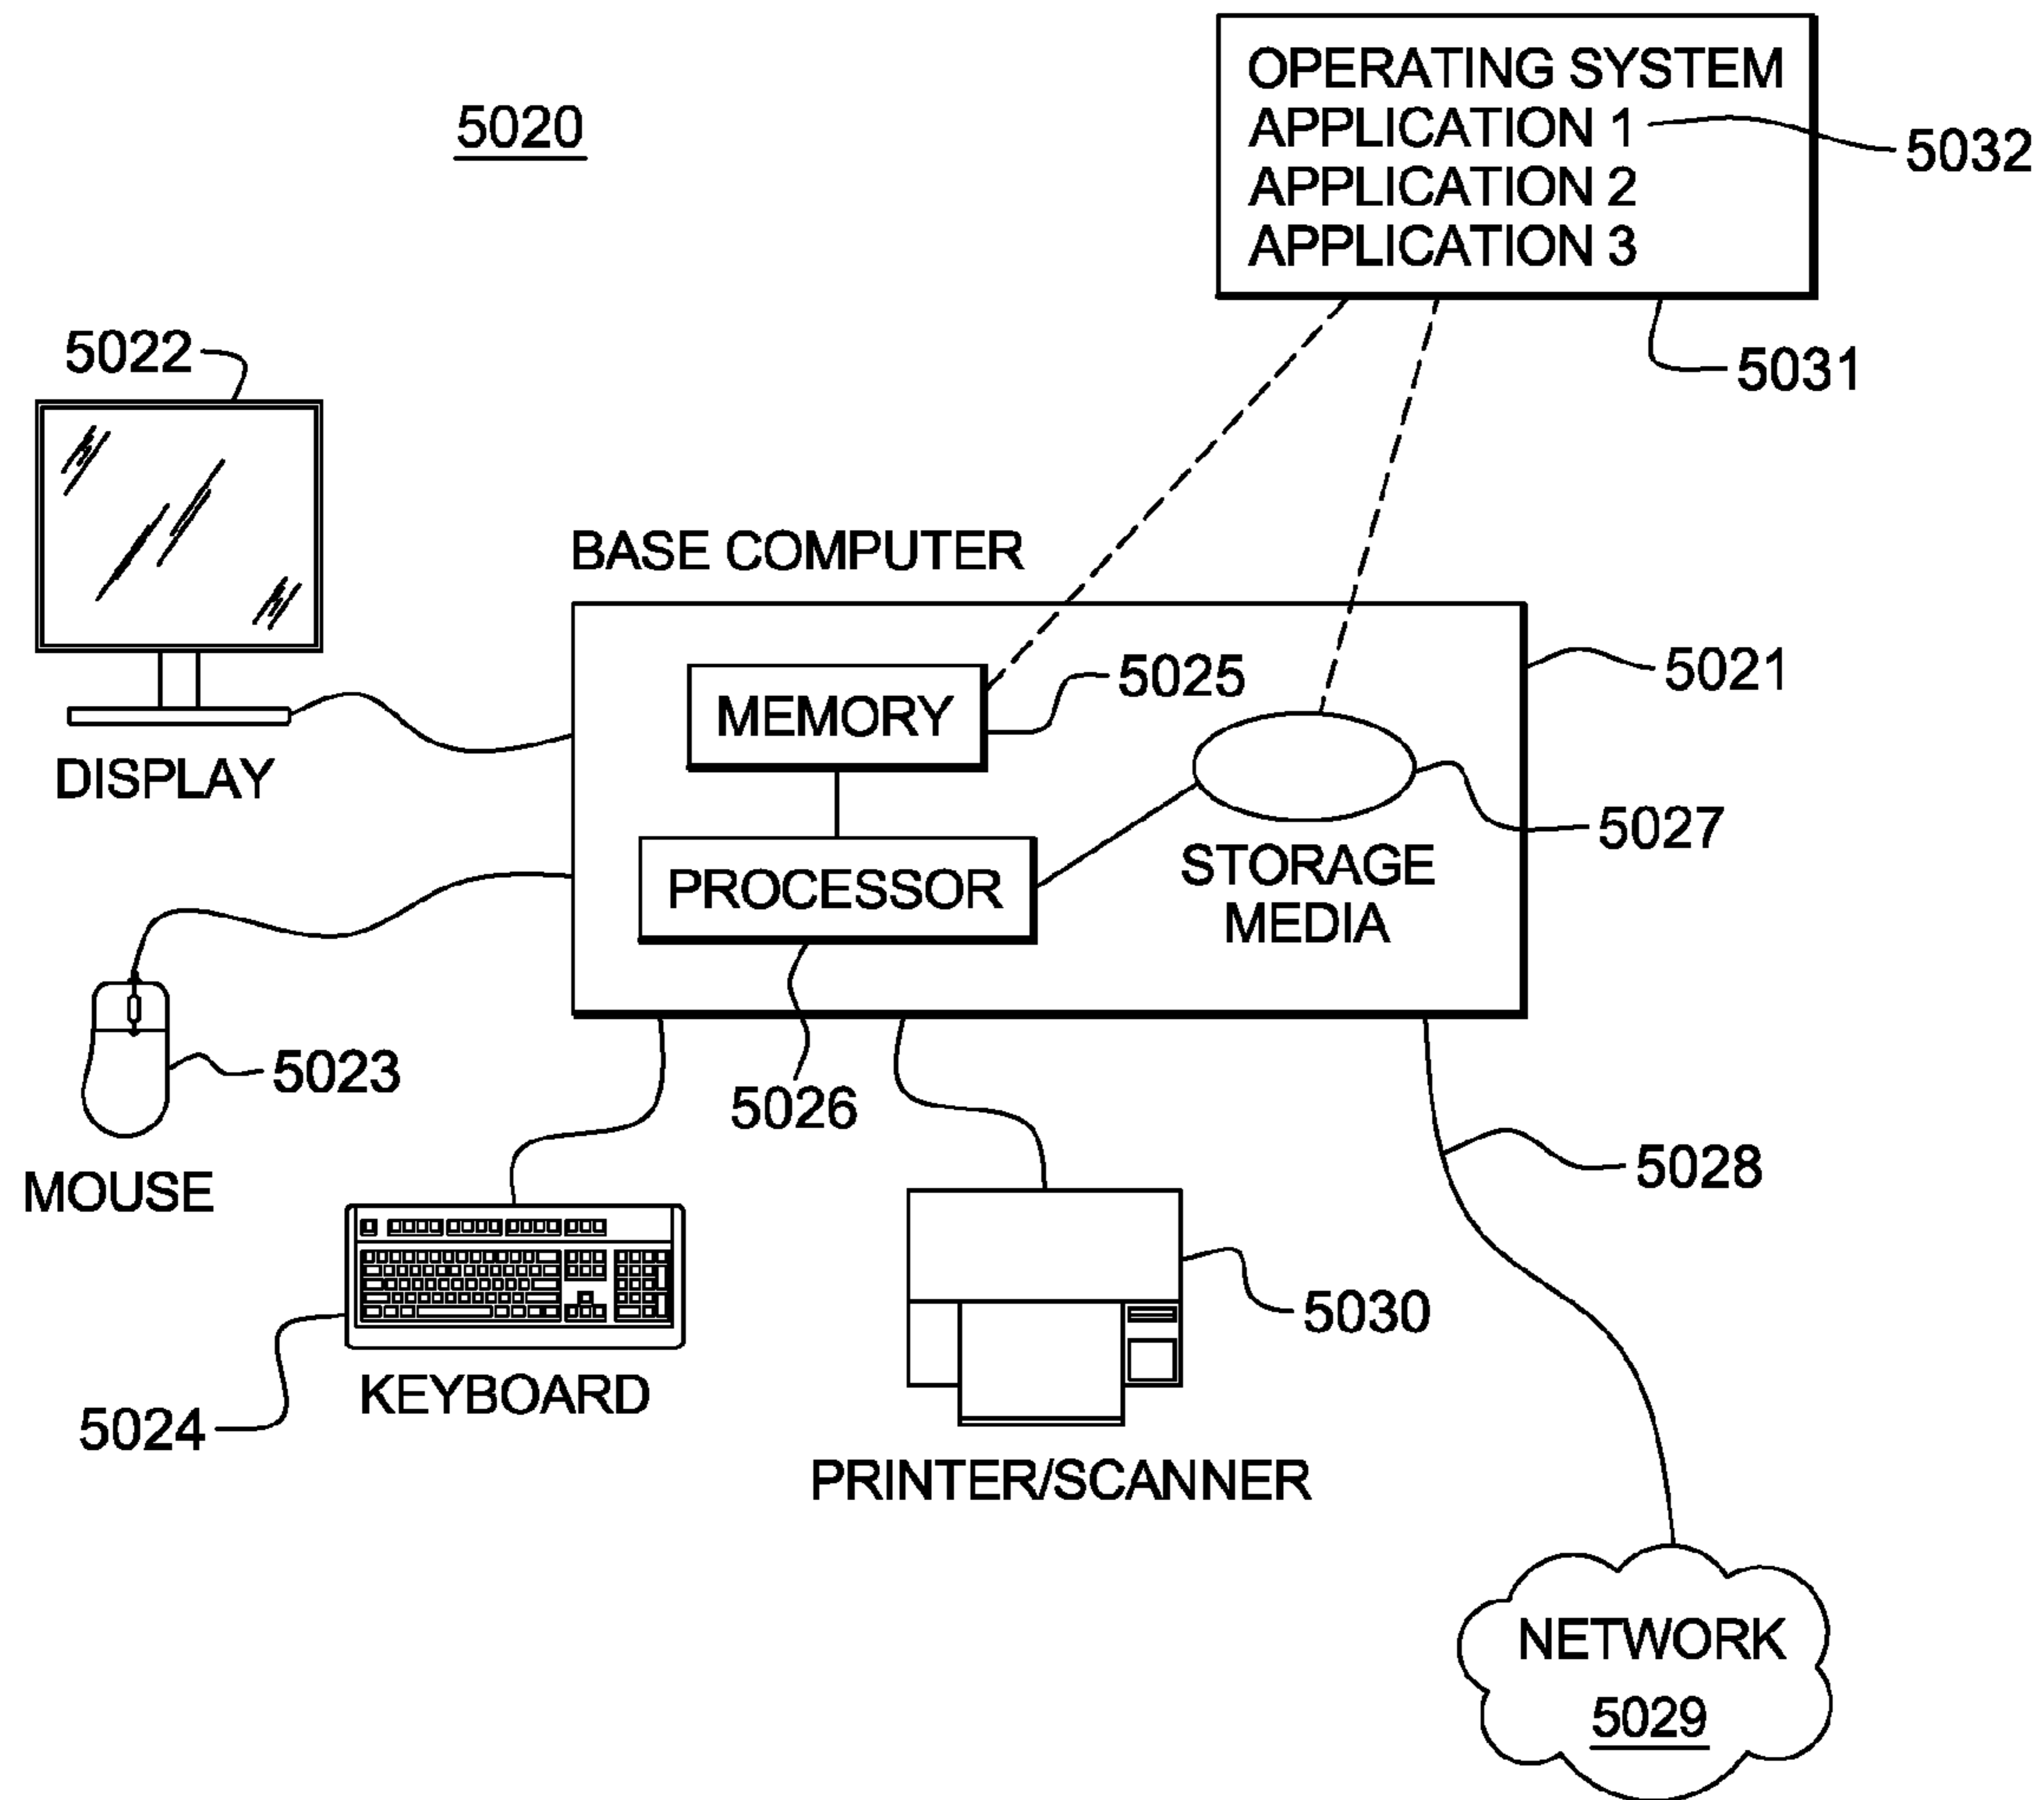 5020
OPERATING SYSTEM
APPLICATION 1
APPLICATION 2
APPLICATION 3
5032
5031
5022
DISPLAY
BASE COMPUTER
MEMORY
5025
5021
PROCESSOR
STORAGE
MEDIA
5027
5026
5023
MOUSE
5024
KEYBOARD
5030
PRINTER/SCANNER
5028
NETWORK
5029